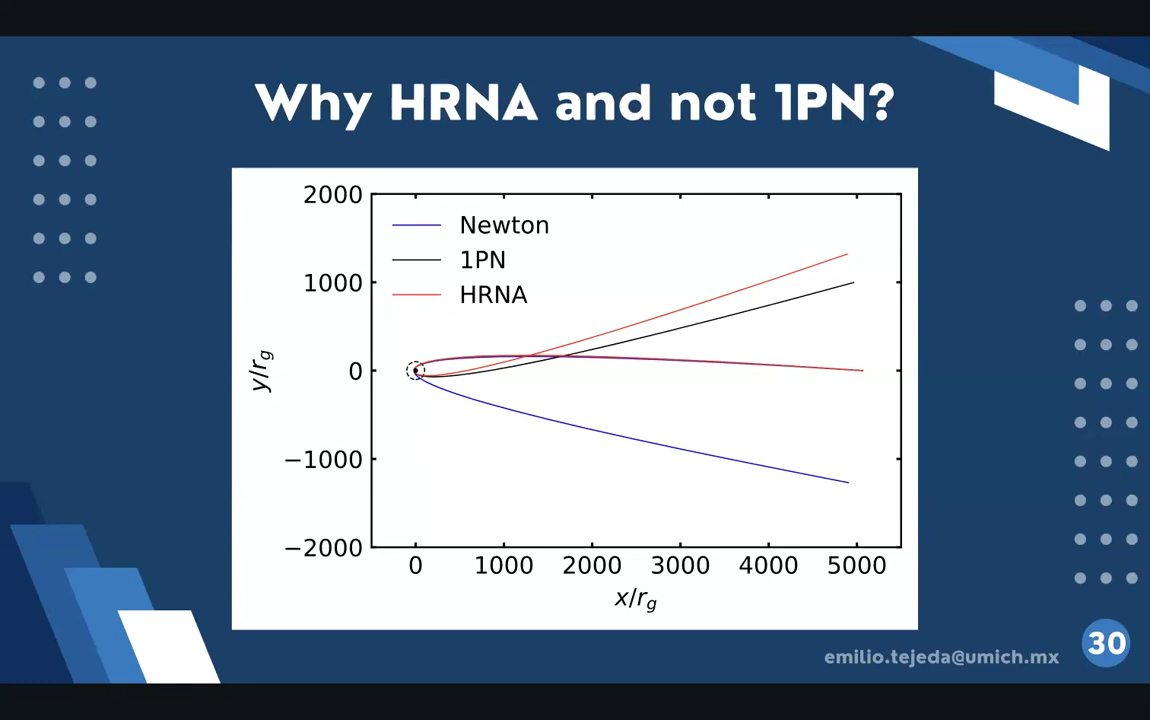 Why HRNA and not 1PN?
2000
1000
0
−1000
−2000
y/r_g
Newton
1PN
HRNA
0 1000 2000 3000 4000 5000
x/r_g
emilio.tejeda@umich.mx
30